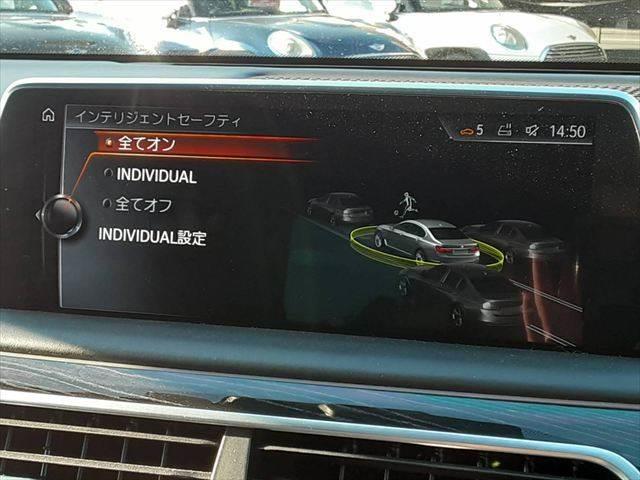 インテリジェントセーフティ
5 14:50
全てオン
INDIVIDUAL
全てオフ
INDIVIDUAL設定